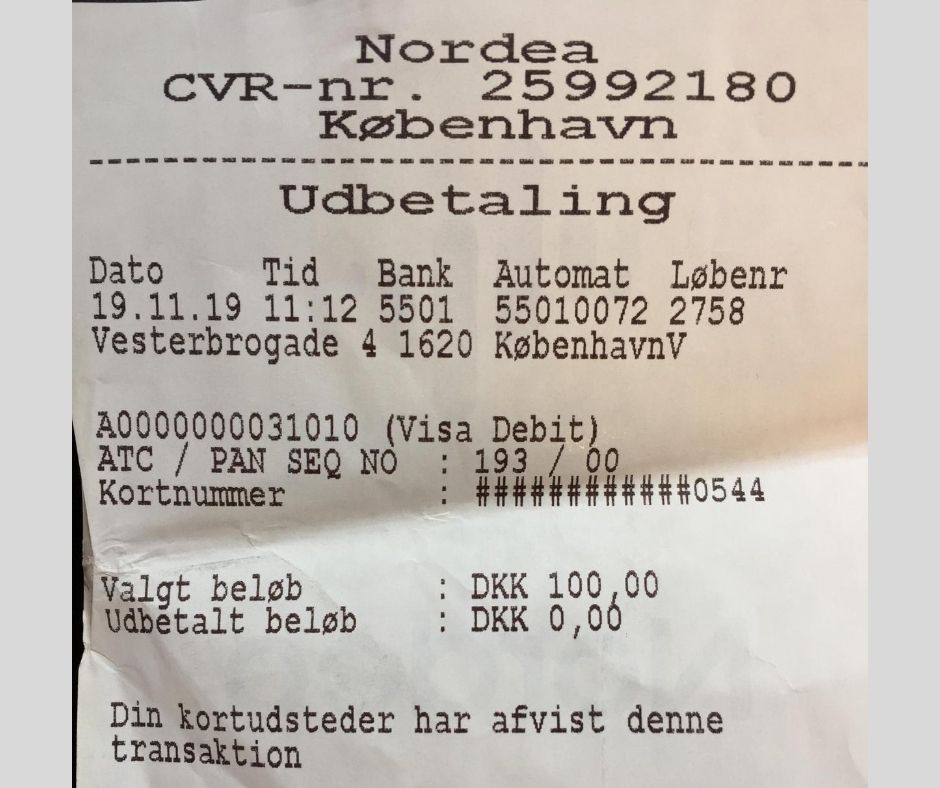 Nordea
CVR-nr. 25992180
København
Udbetaling
Dato Tid Bank Automat Løbenr
19.11.19 11:12 5501 55010072 2758
Vesterbrogade 4 1620 KøbenhavnV
A0000000031010 (Visa Debit)
ATC / PAN SEQ NO : 193 / 00
Kortnummer : ############0544
Valgt beløb : DKK 100,00
Udbetalt beløb : DKK 0,00
Din kortudsteder har afvist denne
transaktion